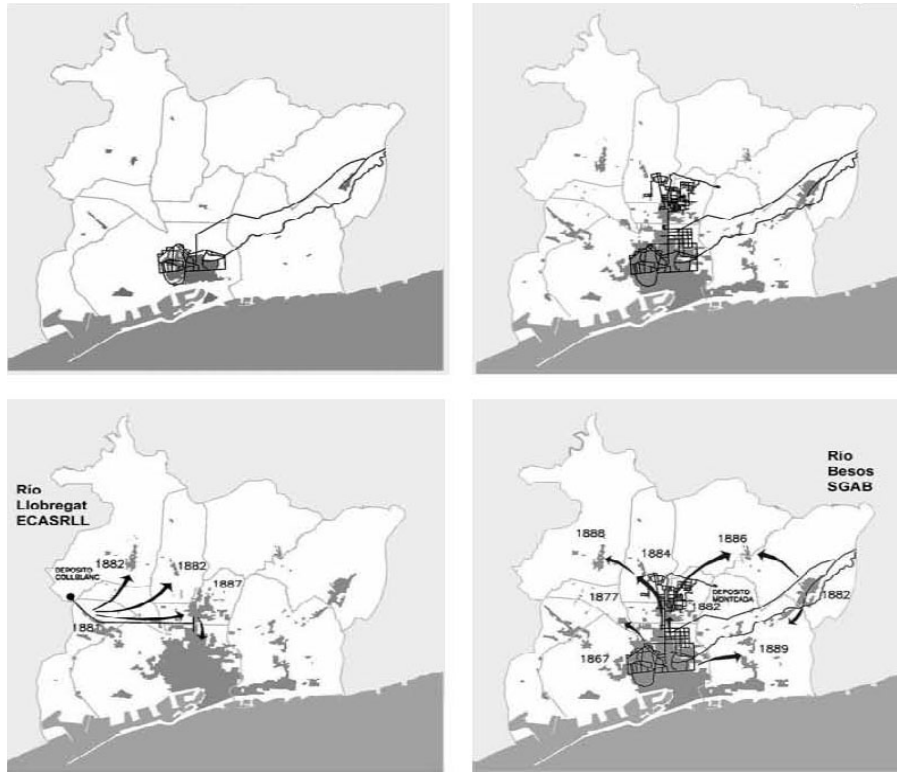 Río
Llobregat
ECASRLL
DEPOSITO
COLLBLANC
1882
1882
1887
1881
Río
Besos
SGAB
1888
1884
1886
1877
DEPOSITO
MONTCADA
1882
1882
1867
1889